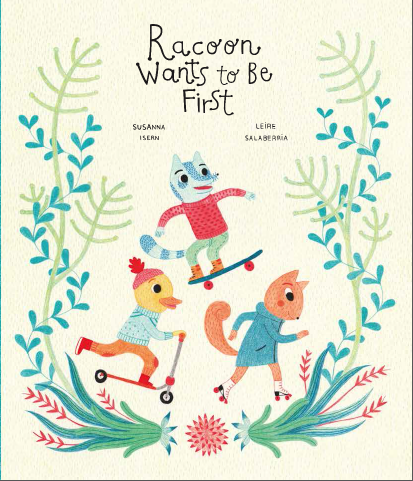 Racoon
Wants to Be
First
SUSANNA
ISERN
LEIRE
SALABERRIA